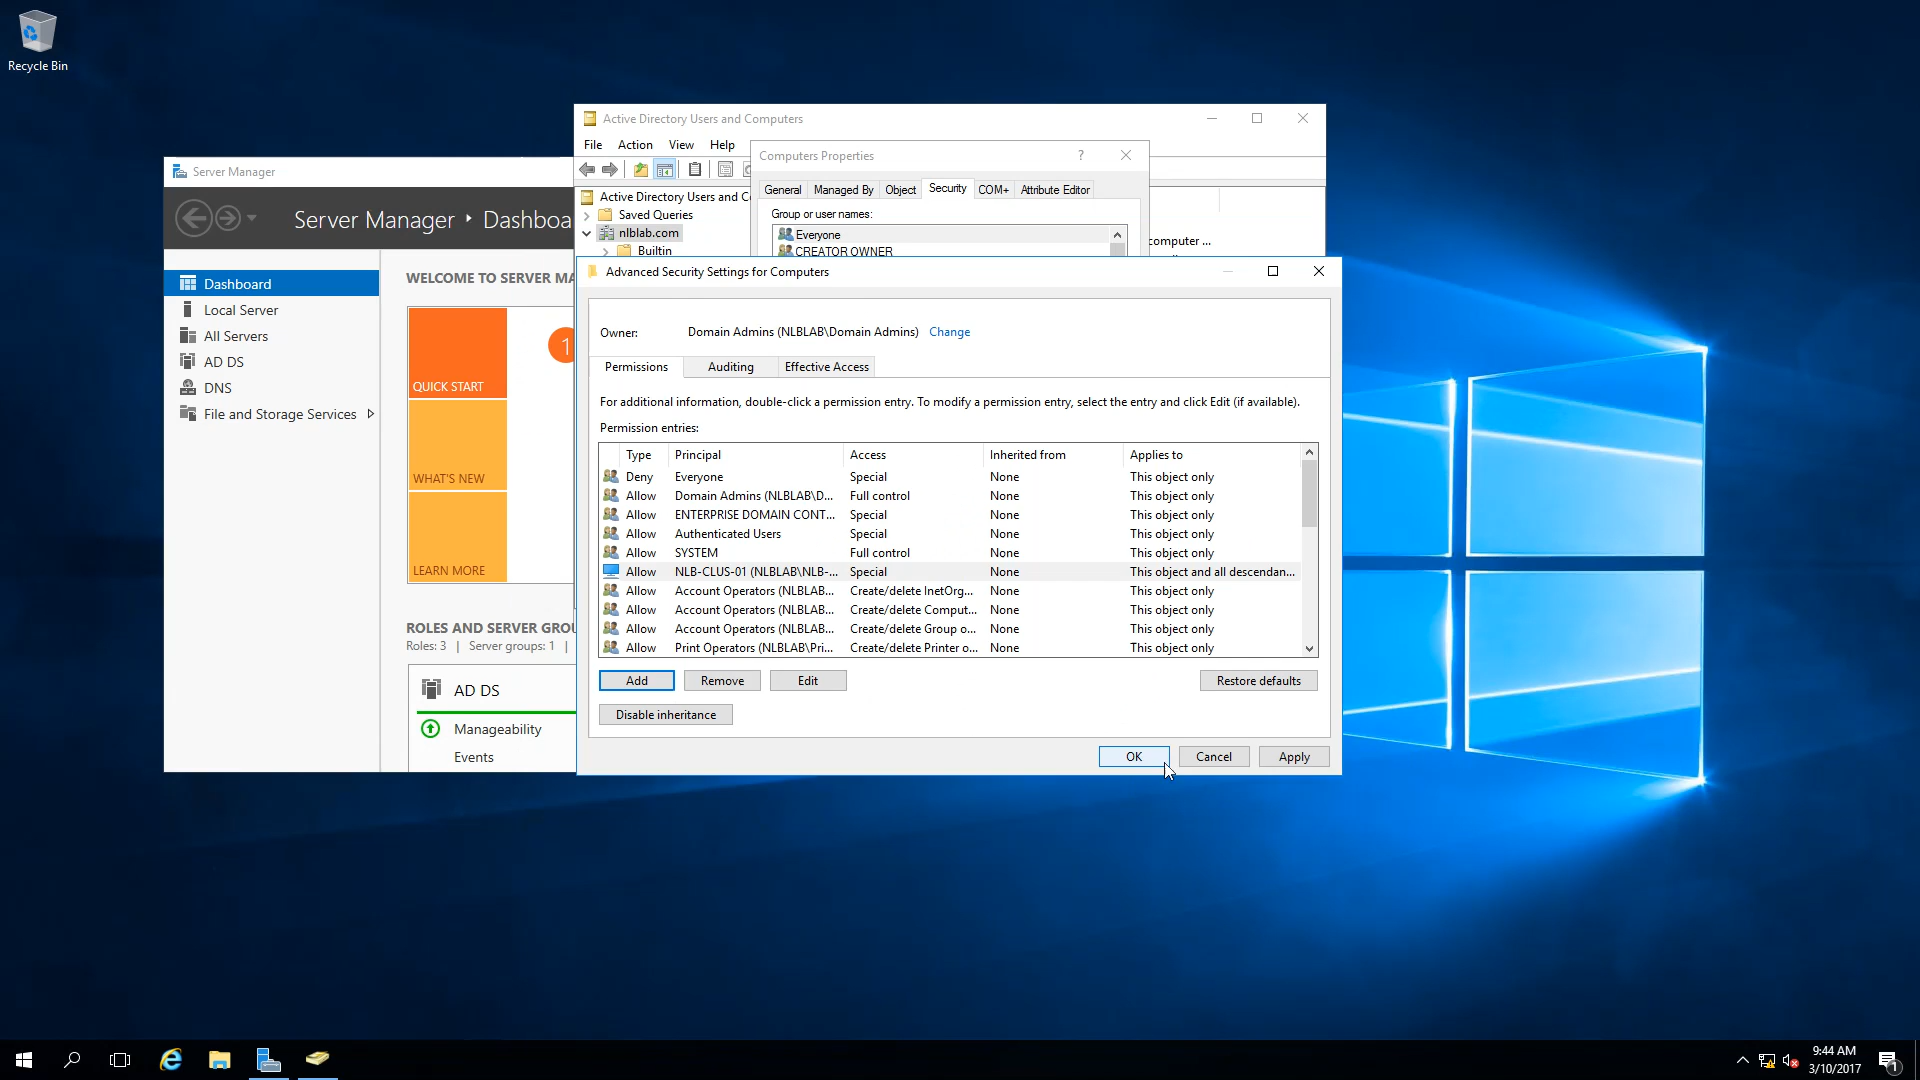 Recycle Bin
Active Directory Users and Computers
File Action View Help
Computers Properties
?
General Managed By Object Security COM+ Attribute Editor
Group or user names:
Everyone
CREATOR OWNER
Active Directory Users and C
Saved Queries
nlblab.com
Builtin
computer ...
Server Manager
Server Manager • Dashboa
Dashboard
Local Server
All Servers
AD DS
DNS
File and Storage Services
WELCOME TO SERVER MA
1
QUICK START
WHAT'S NEW
LEARN MORE
ROLES AND SERVER GROU
Roles: 3 | Server groups: 1 |
AD DS
Manageability
Events
Advanced Security Settings for Computers
Owner: Domain Admins (NLBLAB\Domain Admins) Change
Permissions Auditing Effective Access
For additional information, double-click a permission entry. To modify a permission entry, select the entry and click Edit (if available).
Permission entries:
Type Principal Access Inherited from Applies to
Deny Everyone Special None This object only
Allow Domain Admins (NLBLAB\D... Full control None This object only
Allow ENTERPRISE DOMAIN CONT... Special None This object only
Allow Authenticated Users Special None This object only
Allow SYSTEM Full control None This object only
Allow NLB-CLUS-01 (NLBLAB\NLB-... Special None This object and all descendan...
Allow Account Operators (NLBLAB... Create/delete InetOrg... None This object only
Allow Account Operators (NLBLAB... Create/delete Comput... None This object only
Allow Account Operators (NLBLAB... Create/delete Group o... None This object only
Allow Print Operators (NLBLAB\Pri... Create/delete Printer o... None This object only
Add Remove Edit Restore defaults
Disable inheritance
OK Cancel Apply
9:44 AM
3/10/2017
1